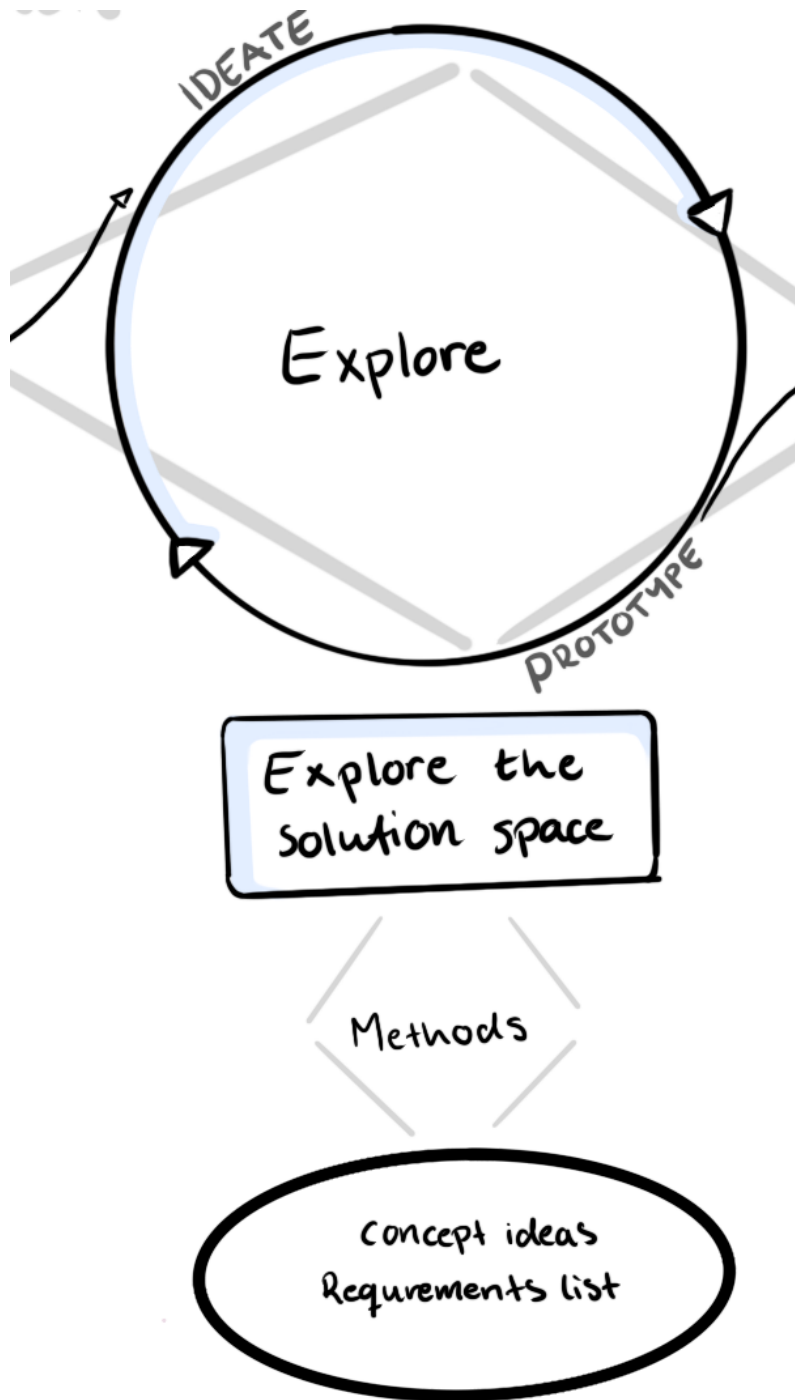 IDEATE
Explore
PROTOTYPE
Explore the
solution space
Methods
Concept ideas
Requrements list